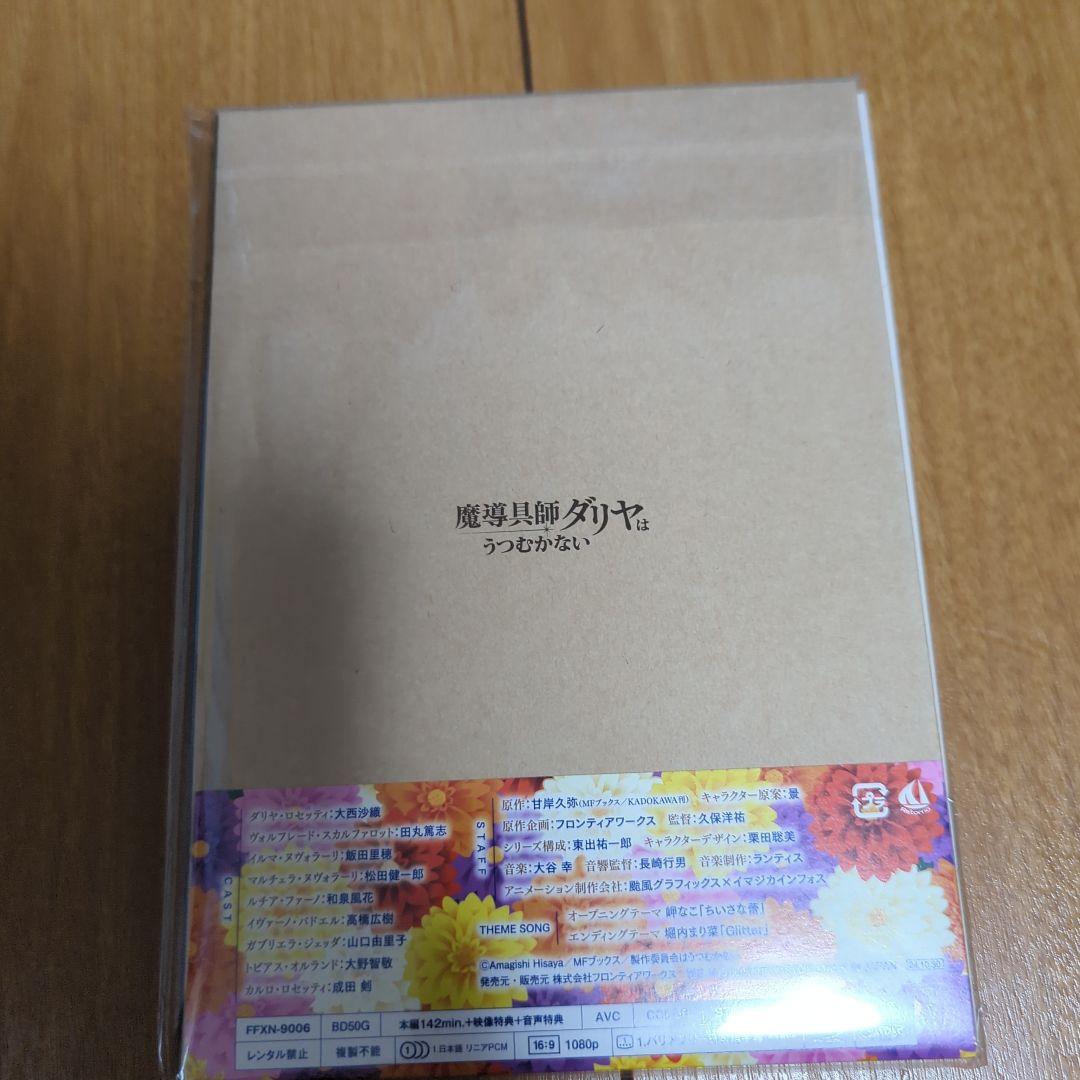 魔導具師ダリヤは
うつむかない
CAST
ダリヤ・ロセッティ：大西沙織
ヴォルフレード・スカルファロット：田丸篤志
イルマ・ヌヴォラーリ：飯田里穂
マルチェラ・ヌヴォラーリ：松田健一郎
ルチア・ファーノ：和泉風花
イヴァーノ・バドエル：高橋広樹
ガブリエラ・ジェッダ：山口由里子
トビアス・オルランド：大野智敬
カルロ・ロセッティ：成田 剣
STAFF
原作：甘岸久弥（MFブックス／KADOKAWA刊） キャラクター原案：景
原作企画：フロンティアワークス 監督：久保洋祐
シリーズ構成：東出祐一郎 キャラクターデザイン：栗田聡美
音楽：大谷 幸 音響監督：長崎行男 音楽制作：ランティス
アニメーション制作会社：颱風グラフィックス×イマジカインフォス
THEME SONG
オープニングテーマ 岬なこ「ちいさな蕾」
エンディングテーマ 堀内まり菜「Glitter」
©Amagishi Hisaya／MFブックス／製作委員会はうつむかない
発売元・販売元 株式会社フロンティアワークス
24.10.30
FFXN-9006 BD50G 本編142min.+映像特典+音声特典 AVC
レンタル禁止 複製不能 1.日本語 リニアPCM 16:9 1080p